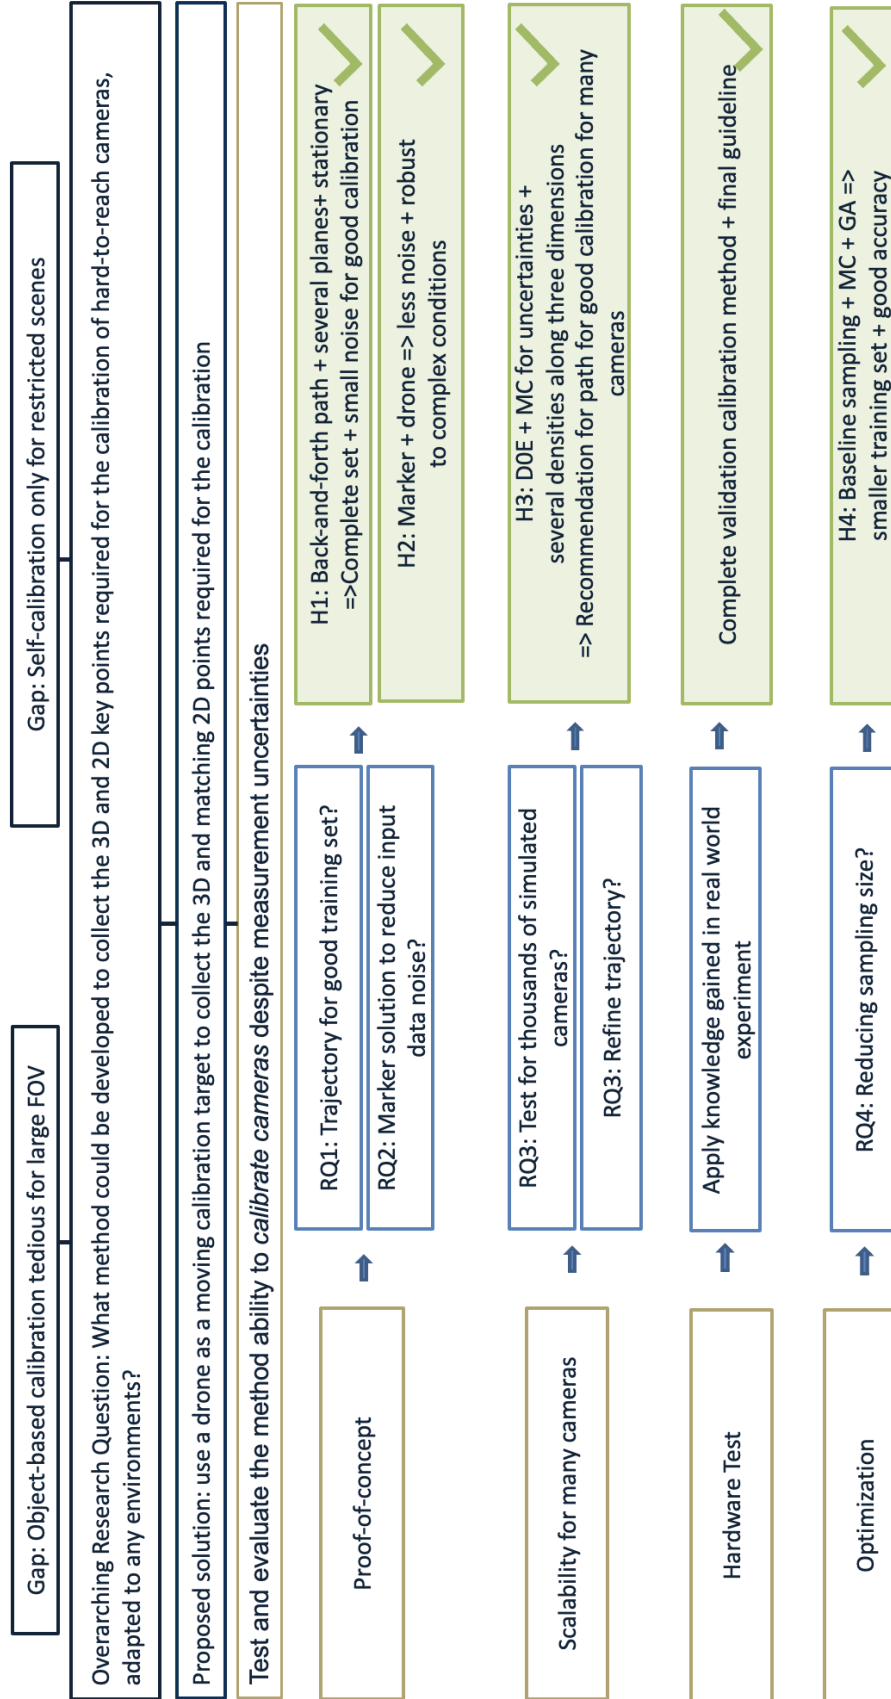 Gap: Object-based calibration tedious for large FOV
Gap: Self-calibration only for restricted scenes
Overarching Research Question: What method could be developed to collect the 3D and 2D key points required for the calibration of hard-to-reach cameras,
adapted to any environments?
Proposed solution: use a drone as a moving calibration target to collect the 3D and matching 2D points required for the calibration
Test and evaluate the method ability to calibrate cameras despite measurement uncertainties
Proof-of-concept
RQ1: Trajectory for good training set?
RQ2: Marker solution to reduce input
data noise?
H1: Back-and-forth path + several planes+ stationary
=>Complete set + small noise for good calibration
H2: Marker + drone => less noise + robust
to complex conditions
Scalability for many cameras
RQ3: Test for thousands of simulated
cameras?
RQ3: Refine trajectory?
H3: D0E + MC for uncertainties +
several densities along three dimensions
=> Recommendation for path for good calibration for many
cameras
Hardware Test
Apply knowledge gained in real world
experiment
Complete validation calibration method + final guideline
Optimization
RQ4: Reducing sampling size?
H4: Baseline sampling + MC + GA =>
smaller training set + good accuracy